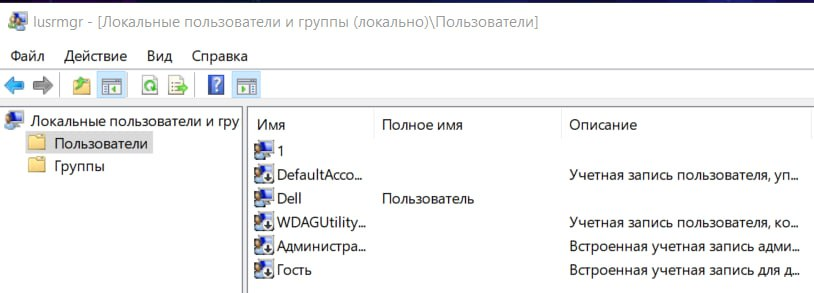 lusrmgr - [Локальные пользователи и группы (локально)\Пользователи]
Файл Действие Вид Справка
Локальные пользователи и гру
Пользователи
Группы
Имя Полное имя Описание
1
DefaultAcco... Учетная запись пользователя, уп...
Dell Пользователь
WDAGUtility... Учетная запись пользователя, ко...
Администра... Встроенная учетная запись адми...
Гость Встроенная учетная запись для д...